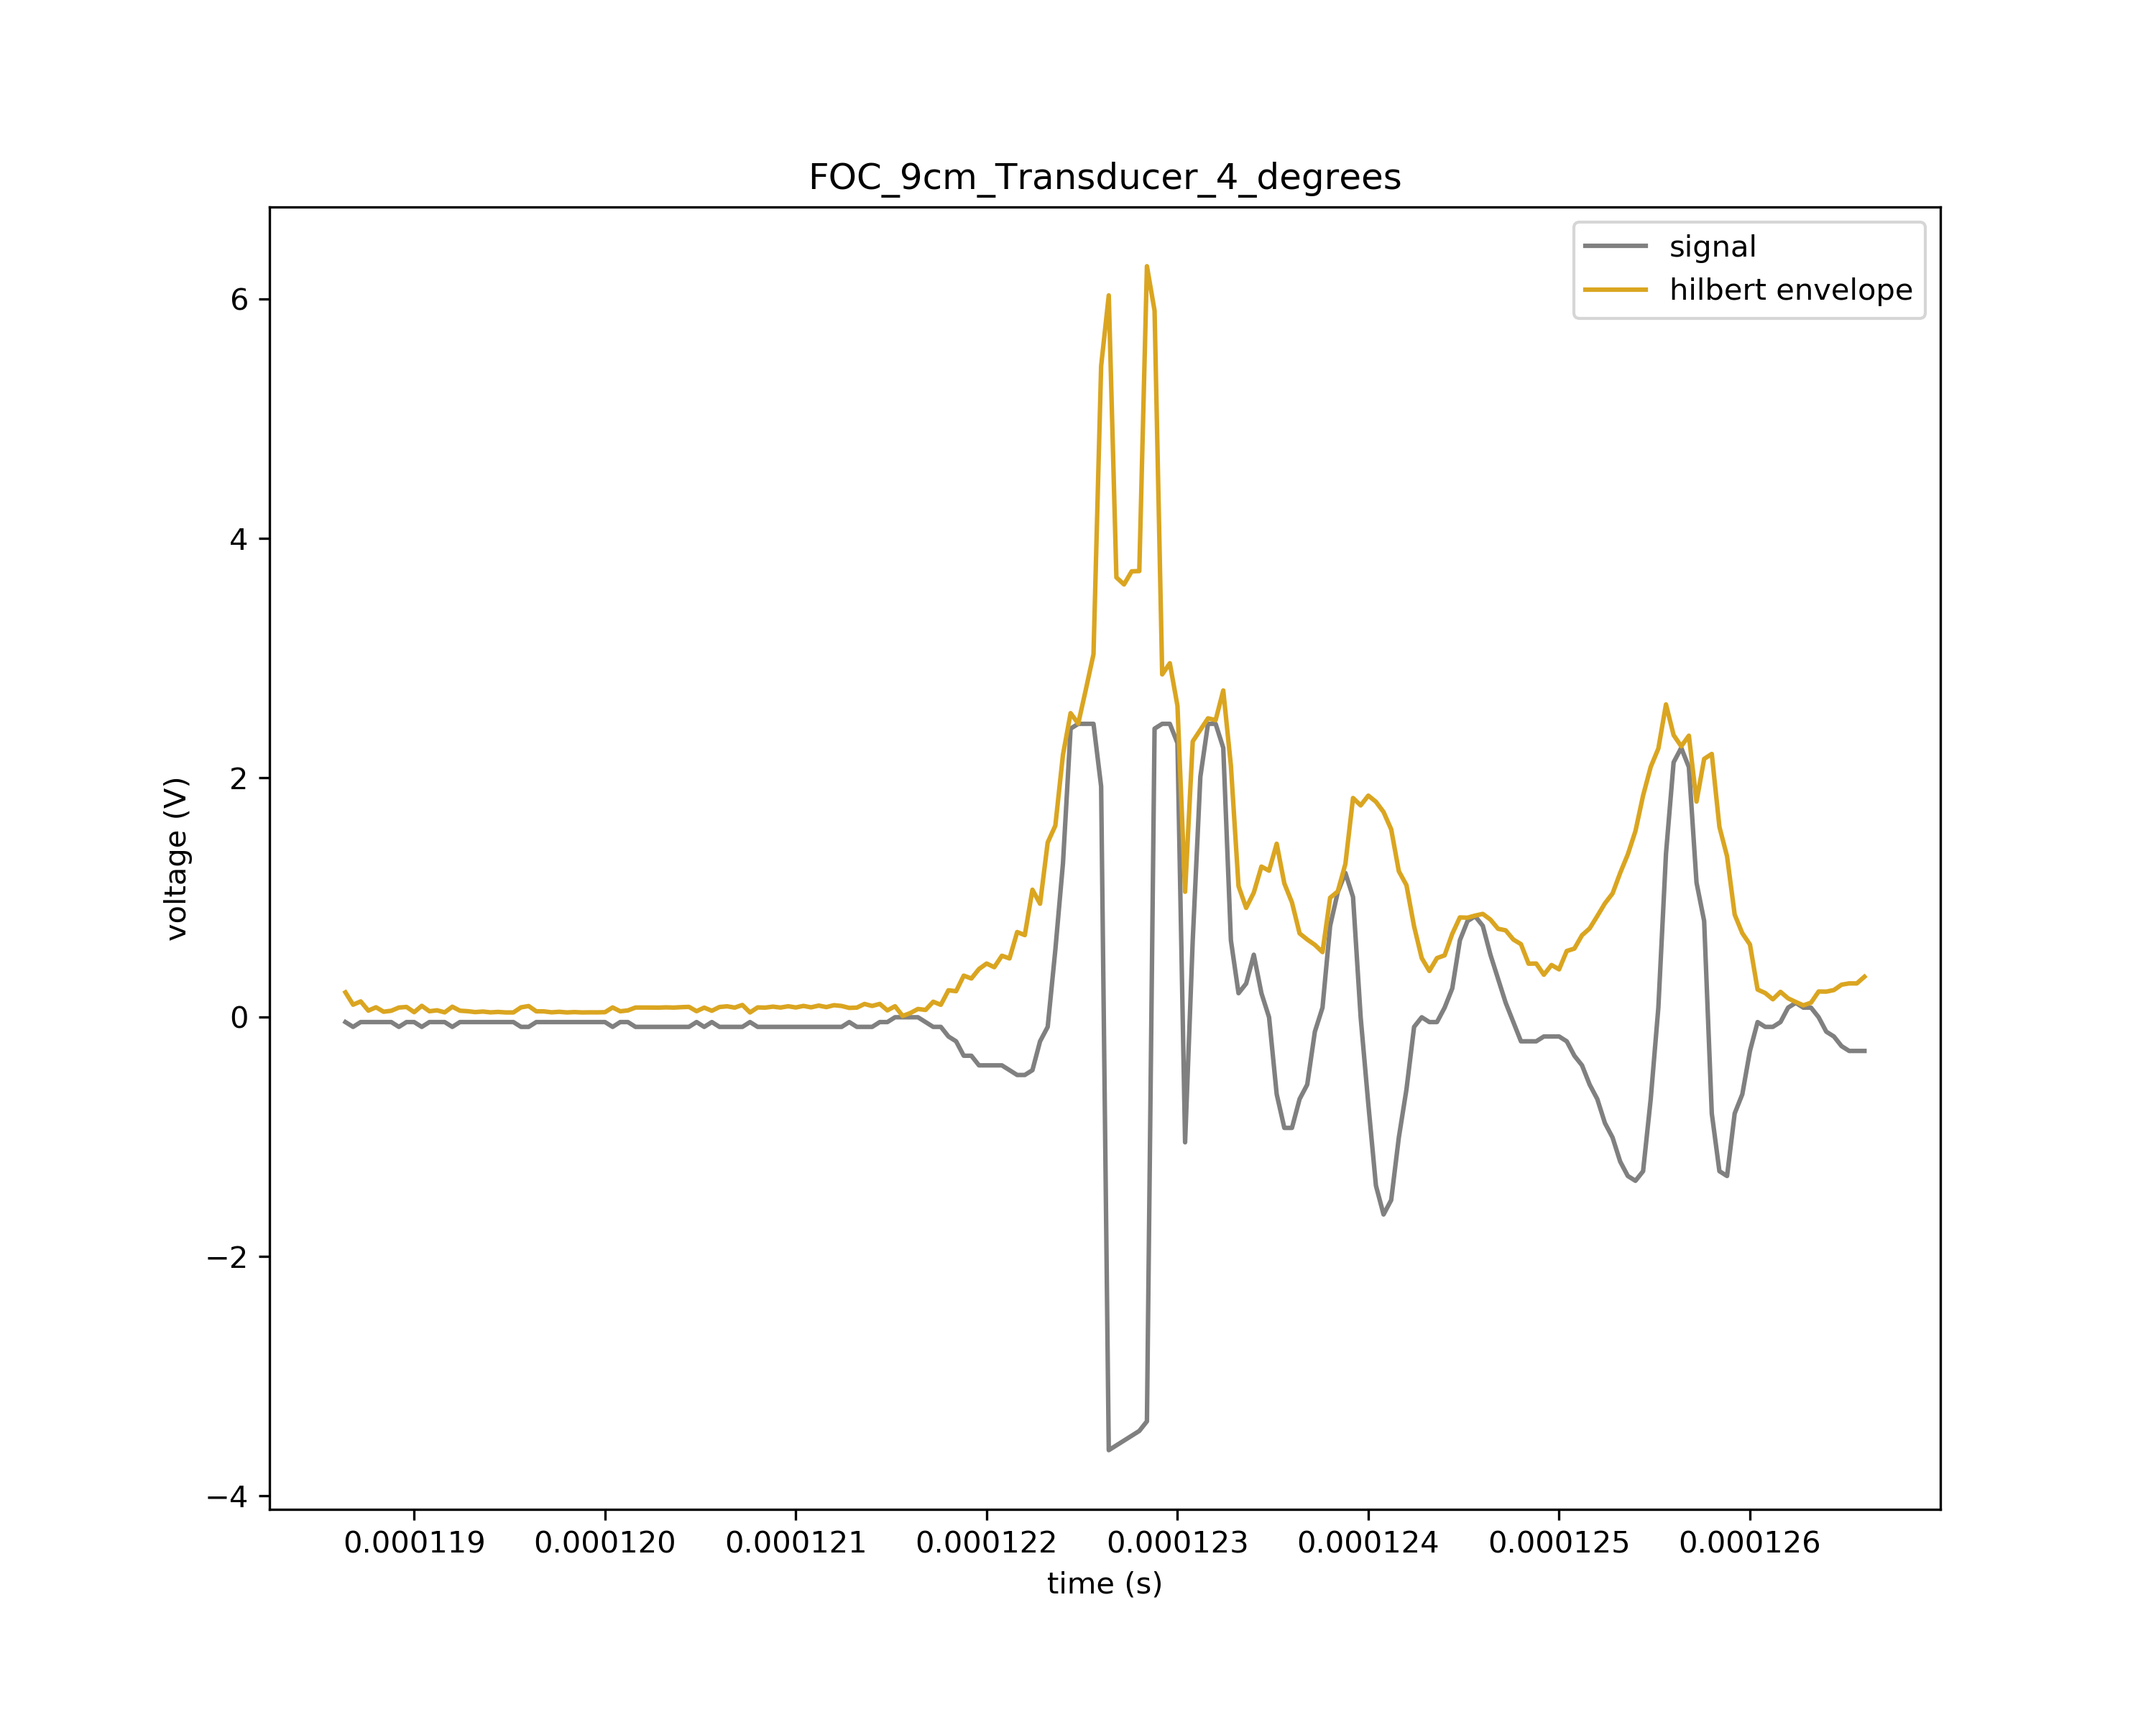 FOC_9cm_Transducer_4_degrees
signal
hilbert envelope
6
4
2
0
−2
−4
voltage (V)
0.000119 0.000120 0.000121 0.000122 0.000123 0.000124 0.000125 0.000126
time (s)